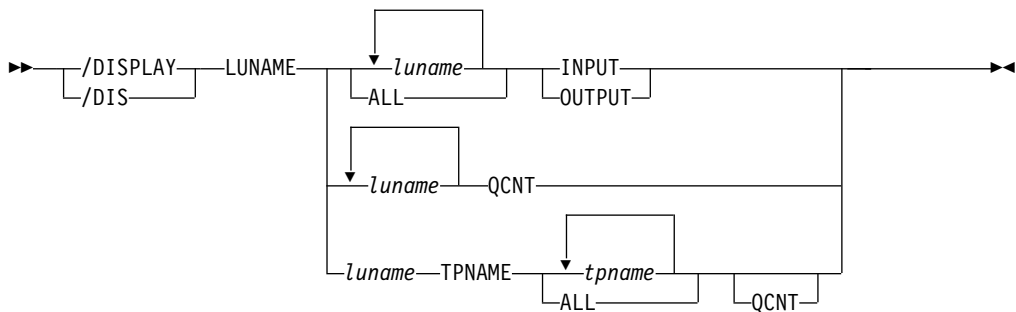 /DISPLAY LUNAME luname INPUT
/DIS ALL OUTPUT
luname QCNT
luname TPNAME tpname
ALL QCNT